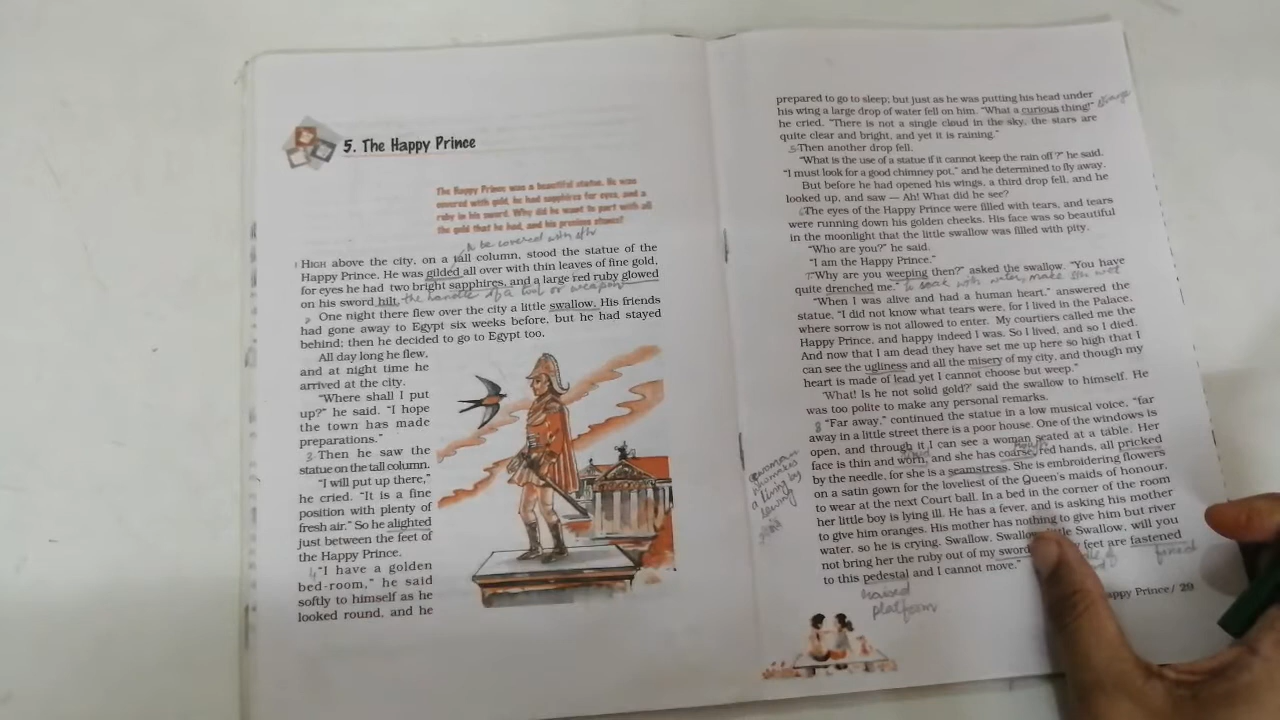 5. The Happy Prince
The Happy Prince was a beautiful statue. He was
covered with gold, he had sapphires for eyes, and a
ruby in his sword. Why did he want to part with all
the gold that he had, and his precious stones?
to be covered with
1 HIGH above the city, on a tall column, stood the statue of the
Happy Prince. He was gilded all over with thin leaves of fine gold,
for eyes he had two bright sapphires, and a large red ruby glowed
on his sword hilt. the handle of a tool or weapon
2 One night there flew over the city a little swallow. His friends
had gone away to Egypt six weeks before, but he had stayed
behind; then he decided to go to Egypt too.
All day long he flew,
and at night time he
arrived at the city.
“Where shall I put
up?” he said. “I hope
the town has made
preparations.”
3 Then he saw the
statue on the tall column.
“I will put up there,”
he cried. “It is a fine
position with plenty of
fresh air.” So he alighted
just between the feet of
the Happy Prince.
4 “I have a golden
bed-room,” he said
softly to himself as he
looked round, and he
prepared to go to sleep; but just as he was putting his head under
his wing a large drop of water fell on him. “What a curious thing!” strange
he cried. “There is not a single cloud in the sky, the stars are
quite clear and bright, and yet it is raining.”
5 Then another drop fell.
“What is the use of a statue if it cannot keep the rain off?” he said.
“I must look for a good chimney pot,” and he determined to fly away.
But before he had opened his wings, a third drop fell, and he
looked up, and saw — Ah! What did he see?
6 The eyes of the Happy Prince were filled with tears, and tears
were running down his golden cheeks. His face was so beautiful
in the moonlight that the little swallow was filled with pity.
“Who are you?” he said.
“I am the Happy Prince.”
7 “Why are you weeping then?” asked the swallow. “You have
quite drenched me.” to soak with water, make wet
“When I was alive and had a human heart,” answered the
statue, “I did not know what tears were, for I lived in the Palace,
where sorrow is not allowed to enter. My courtiers called me the
Happy Prince, and happy indeed I was. So I lived, and so I died.
And now that I am dead they have set me up here so high that I
can see the ugliness and all the misery of my city, and though my
heart is made of lead yet I cannot choose but weep.”
‘What! Is he not solid gold?’ said the swallow to himself. He
was too polite to make any personal remarks.
8 “Far away,” continued the statue in a low musical voice, “far
away in a little street there is a poor house. One of the windows is
open, and through it I can see a woman seated at a table. Her
rough
face is thin and worn, and she has coarse, red hands, all pricked
by the needle, for she is a seamstress. She is embroidering flowers
on a satin gown for the loveliest of the Queen’s maids of honour,
to wear at the next Court ball. In a bed in the corner of the room
her little boy is lying ill. He has a fever, and is asking his mother
to give him oranges. His mother has nothing to give him but river
water, so he is crying. Swallow, Swallow, little Swallow, will you
not bring her the ruby out of my sword feet are fastened
to this pedestal and I cannot move.”
woman
who makes
a living by
sewing
raised
platform
fixed
appy Prince/ 29